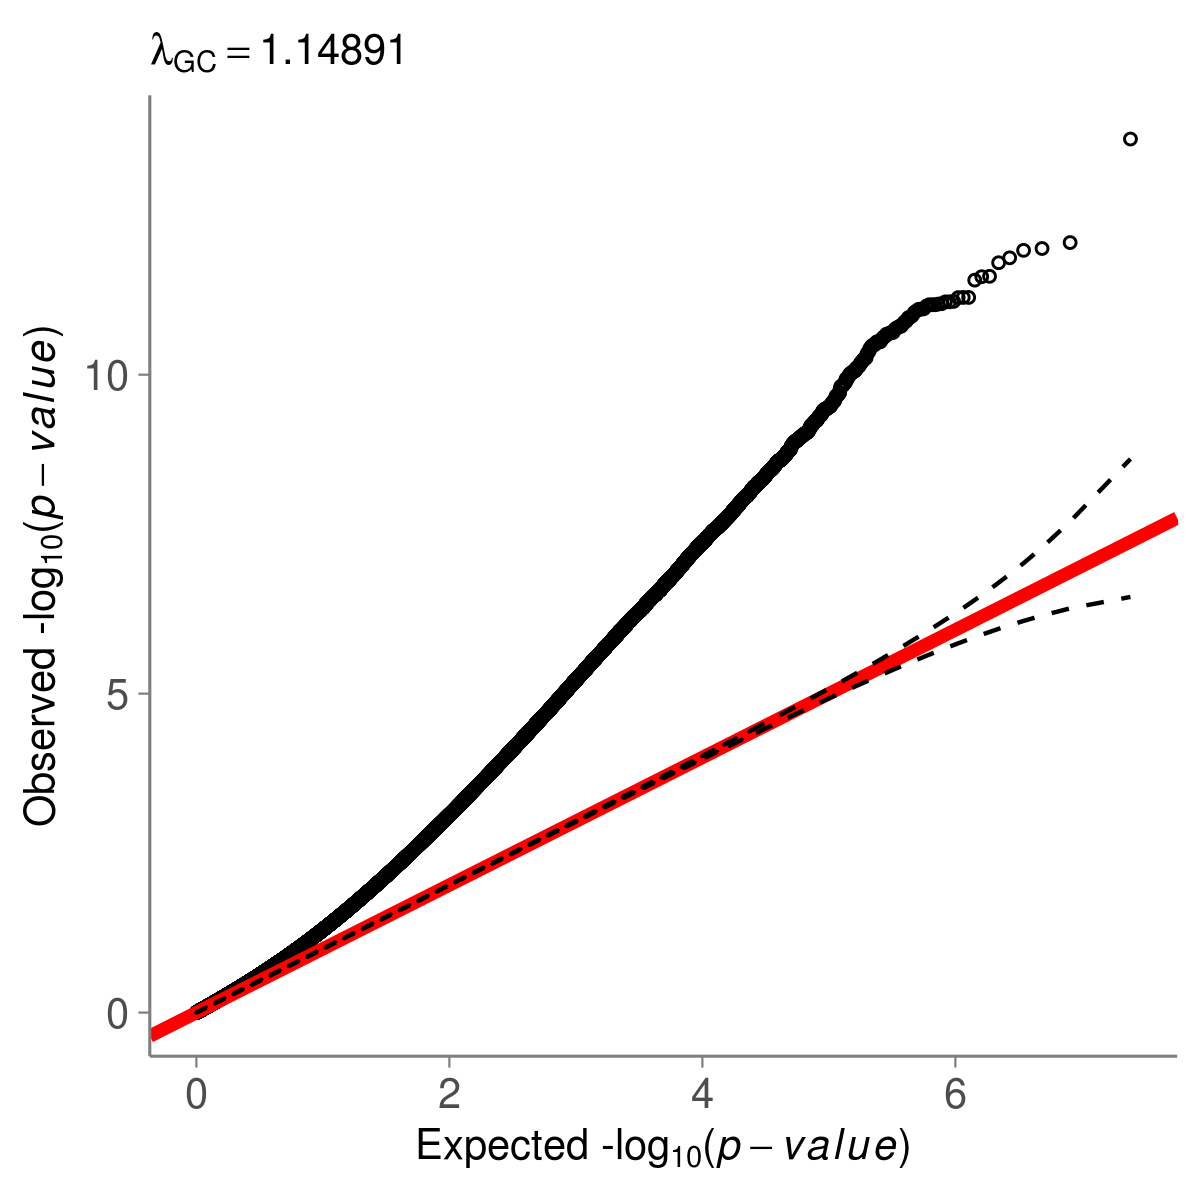 λGC = 1.14891
10
5
0
Observed -log10(p − value)
0 2 4 6
Expected -log10(p − value)